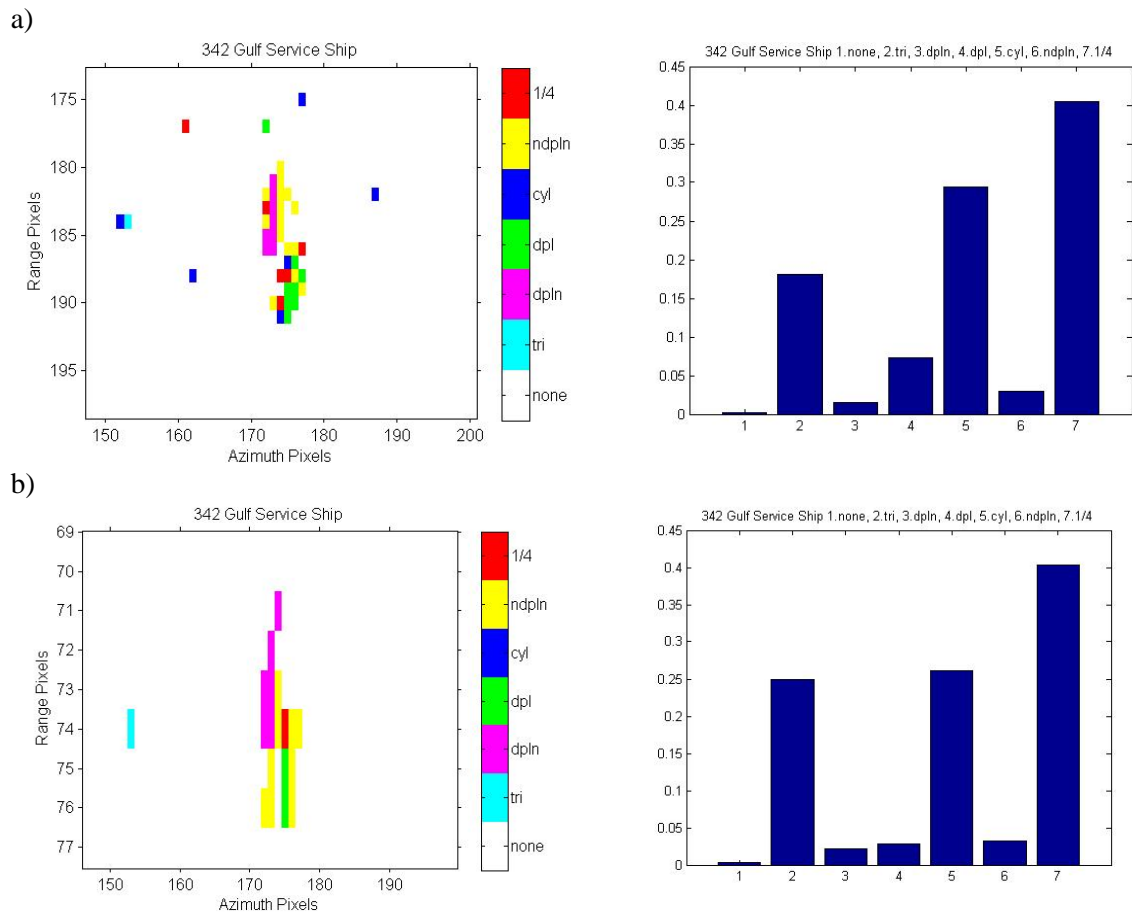 a)
342 Gulf Service Ship
175
180
185
190
195
150 160 170 180 190 200
Range Pixels
Azimuth Pixels
1/4
ndpln
cyl
dpl
dpln
tri
none
342 Gulf Service Ship 1.none, 2.tri, 3.dpln, 4.dpl, 5.cyl, 6.ndpln, 7.1/4
0.45
0.4
0.35
0.3
0.25
0.2
0.15
0.1
0.05
0
1 2 3 4 5 6 7
b)
342 Gulf Service Ship
69
70
71
72
73
74
75
76
77
150 160 170 180 190
Range Pixels
Azimuth Pixels
1/4
ndpln
cyl
dpl
dpln
tri
none
342 Gulf Service Ship 1.none, 2.tri, 3.dpln, 4.dpl, 5.cyl, 6.ndpln, 7.1/4
0.45
0.4
0.35
0.3
0.25
0.2
0.15
0.1
0.05
0
1 2 3 4 5 6 7